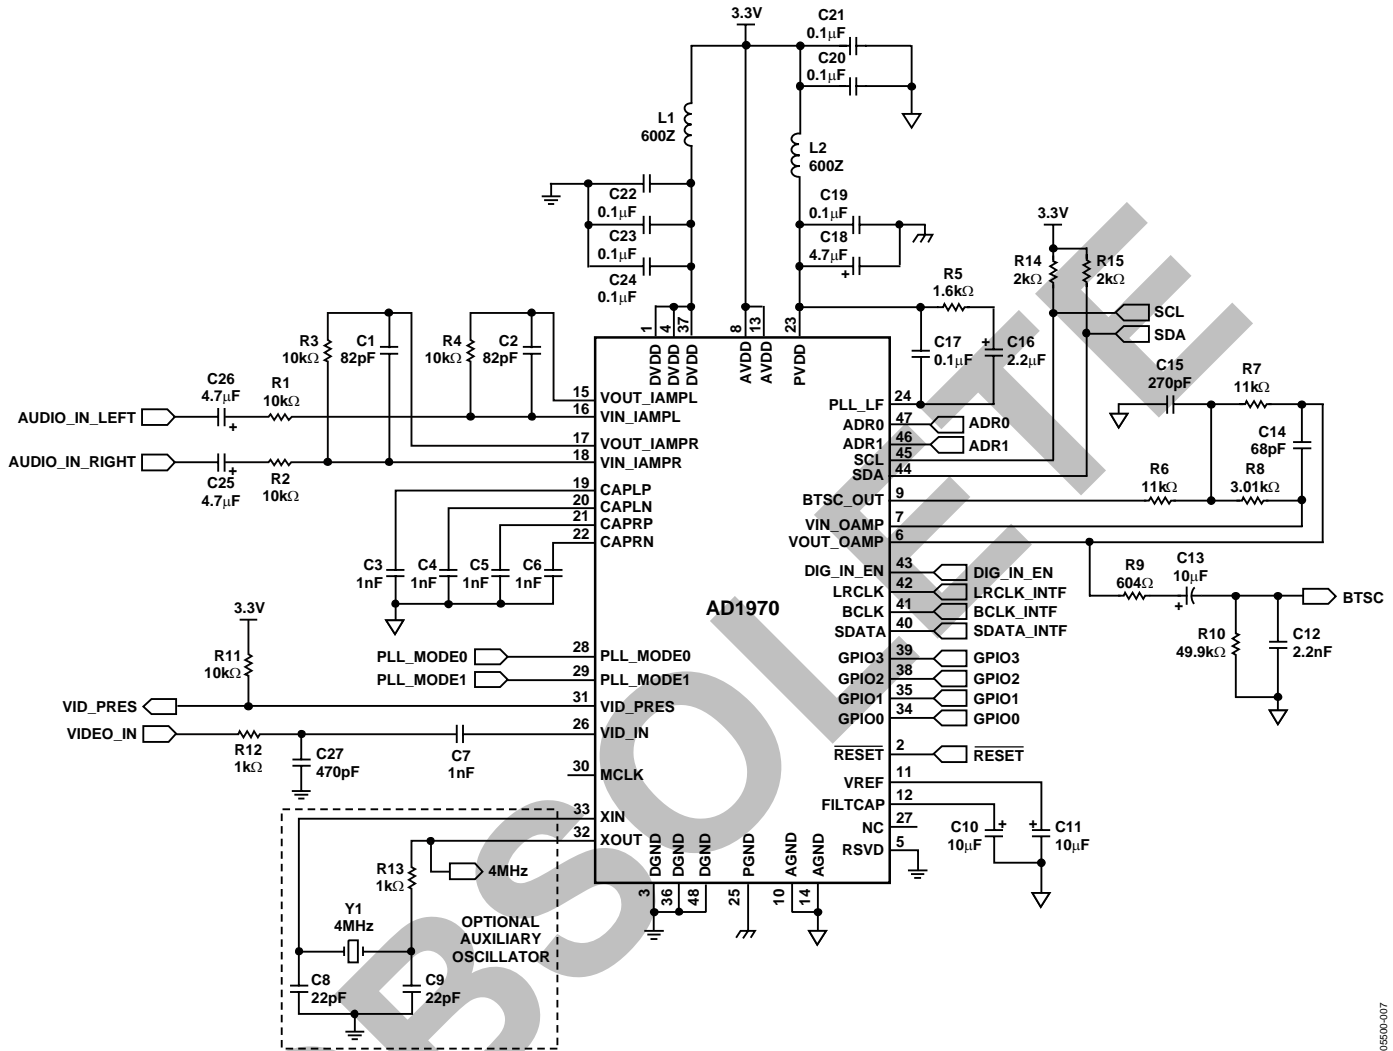 3.3V
C21
0.1μF
C20
0.1μF
L1
600Z
L2
600Z
C22
0.1μF
C23
0.1μF
C24
0.1μF
C19
0.1μF
C18
4.7μF
+
3.3V
R14
2kΩ
R15
2kΩ
SCL
SDA
R5
1.6kΩ
C17
0.1μF
+
C16
2.2μF
R3
10kΩ
C1
82pF
R4
10kΩ
C2
82pF
C26
4.7μF
+
R1
10kΩ
AUDIO_IN_LEFT
AUDIO_IN_RIGHT
+
C25
4.7μF
R2
10kΩ
1
4
37
8
13
23
DVDD
DVDD
DVDD
AVDD
AVDD
PVDD
15
VOUT_IAMPL
16
VIN_IAMPL
17
VOUT_IAMPR
18
VIN_IAMPR
19
CAPLP
20
CAPLN
21
CAPRP
22
CAPRN
C3
1nF
C4
1nF
C5
1nF
C6
1nF
PLL_LF
24
ADR0
47
ADR0
ADR1
46
ADR1
SCL
45
SDA
44
BTSC_OUT
9
VIN_OAMP
7
VOUT_OAMP
6
C15
270pF
R7
11kΩ
C14
68pF
R6
11kΩ
R8
3.01kΩ
DIG_IN_EN
43
DIG_IN_EN
LRCLK
42
LRCLK_INTF
BCLK
41
BCLK_INTF
SDATA
40
SDATA_INTF
R9
604Ω
C13
10μF
+
BTSC
R10
49.9kΩ
C12
2.2nF
AD1970
3.3V
R11
10kΩ
PLL_MODE0
28
PLL_MODE0
PLL_MODE1
29
PLL_MODE1
VID_PRES
31
VID_PRES
VIDEO_IN
26
VID_IN
R12
1kΩ
C27
470pF
C7
1nF
30
MCLK
GPIO3
39
GPIO3
GPIO2
38
GPIO2
GPIO1
35
GPIO1
GPIO0
34
GPIO0
RESET
2
RESET
VREF
11
FILTCAP
12
NC
27
RSVD
5
C10
10μF
+
+
C11
10μF
33
XIN
32
XOUT
R13
1kΩ
4MHz
Y1
4MHz
OPTIONAL
AUXILIARY
OSCILLATOR
C8
22pF
C9
22pF
DGND
DGND
DGND
PGND
AGND
AGND
3
36
48
25
10
14
OBSOLETE
05500-007